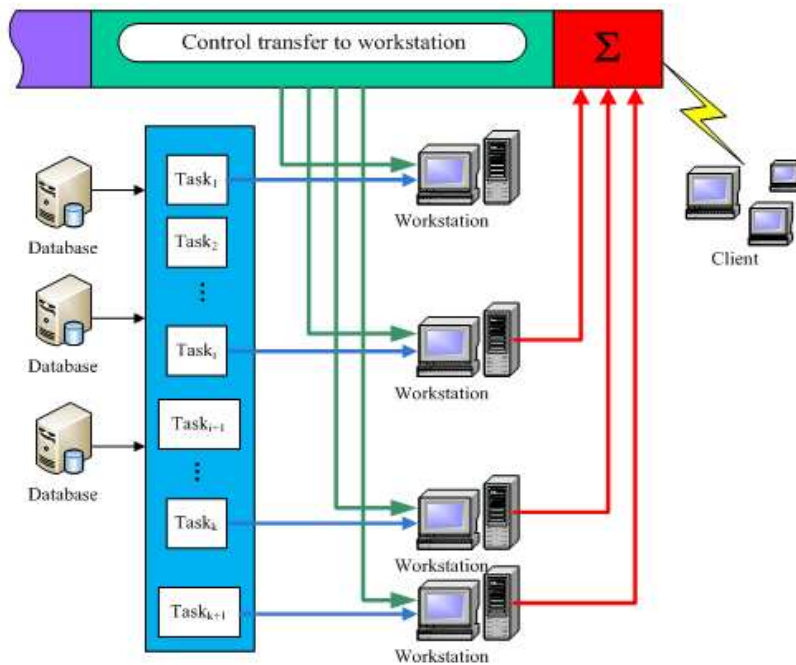 Control transfer to workstation
Σ
Task₁
Workstation
Database
Task₂
Client
⋮
Taskᵢ
Database
Workstation
Taskᵢ₊₁
Database
⋮
Taskₖ
Workstation
Taskₖ₊₁
Workstation